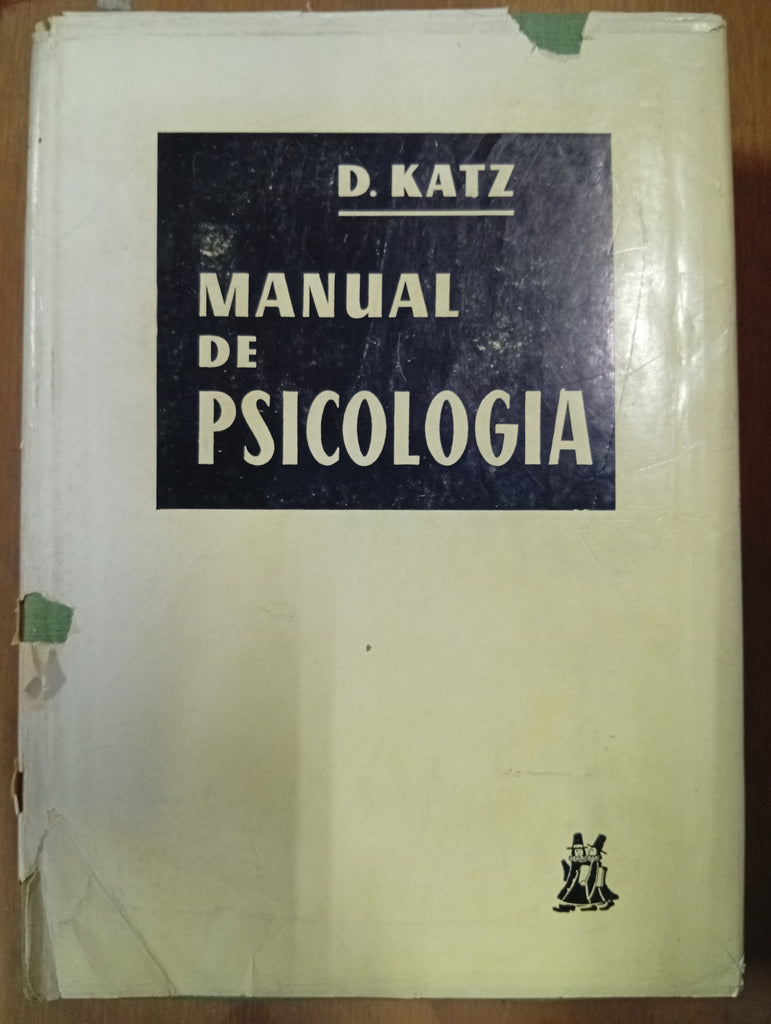 D. KATZ
MANUAL
DE
PSICOLOGIA